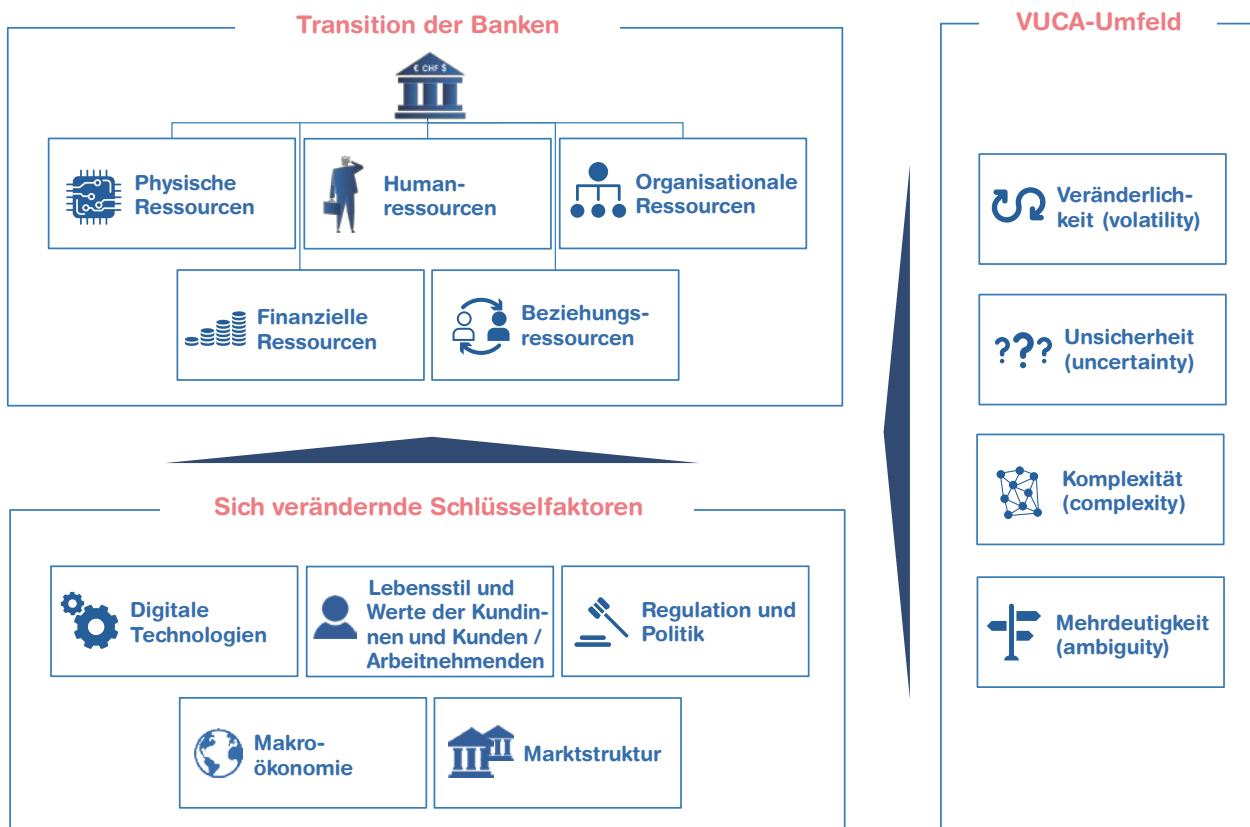 Transition der Banken
€ CHF $
Physische
Ressourcen
Human-
ressourcen
Organisationale
Ressourcen
Finanzielle
Ressourcen
Beziehungs-
ressourcen
Sich verändernde Schlüsselfaktoren
Digitale
Technologien
Lebensstil und
Werte der Kundin-
nen und Kunden /
Arbeitnehmenden
Regulation und
Politik
Makro-
ökonomie
Marktstruktur
VUCA-Umfeld
Veränderlich-
keit (volatility)
???
Unsicherheit
(uncertainty)
Komplexität
(complexity)
Mehrdeutigkeit
(ambiguity)